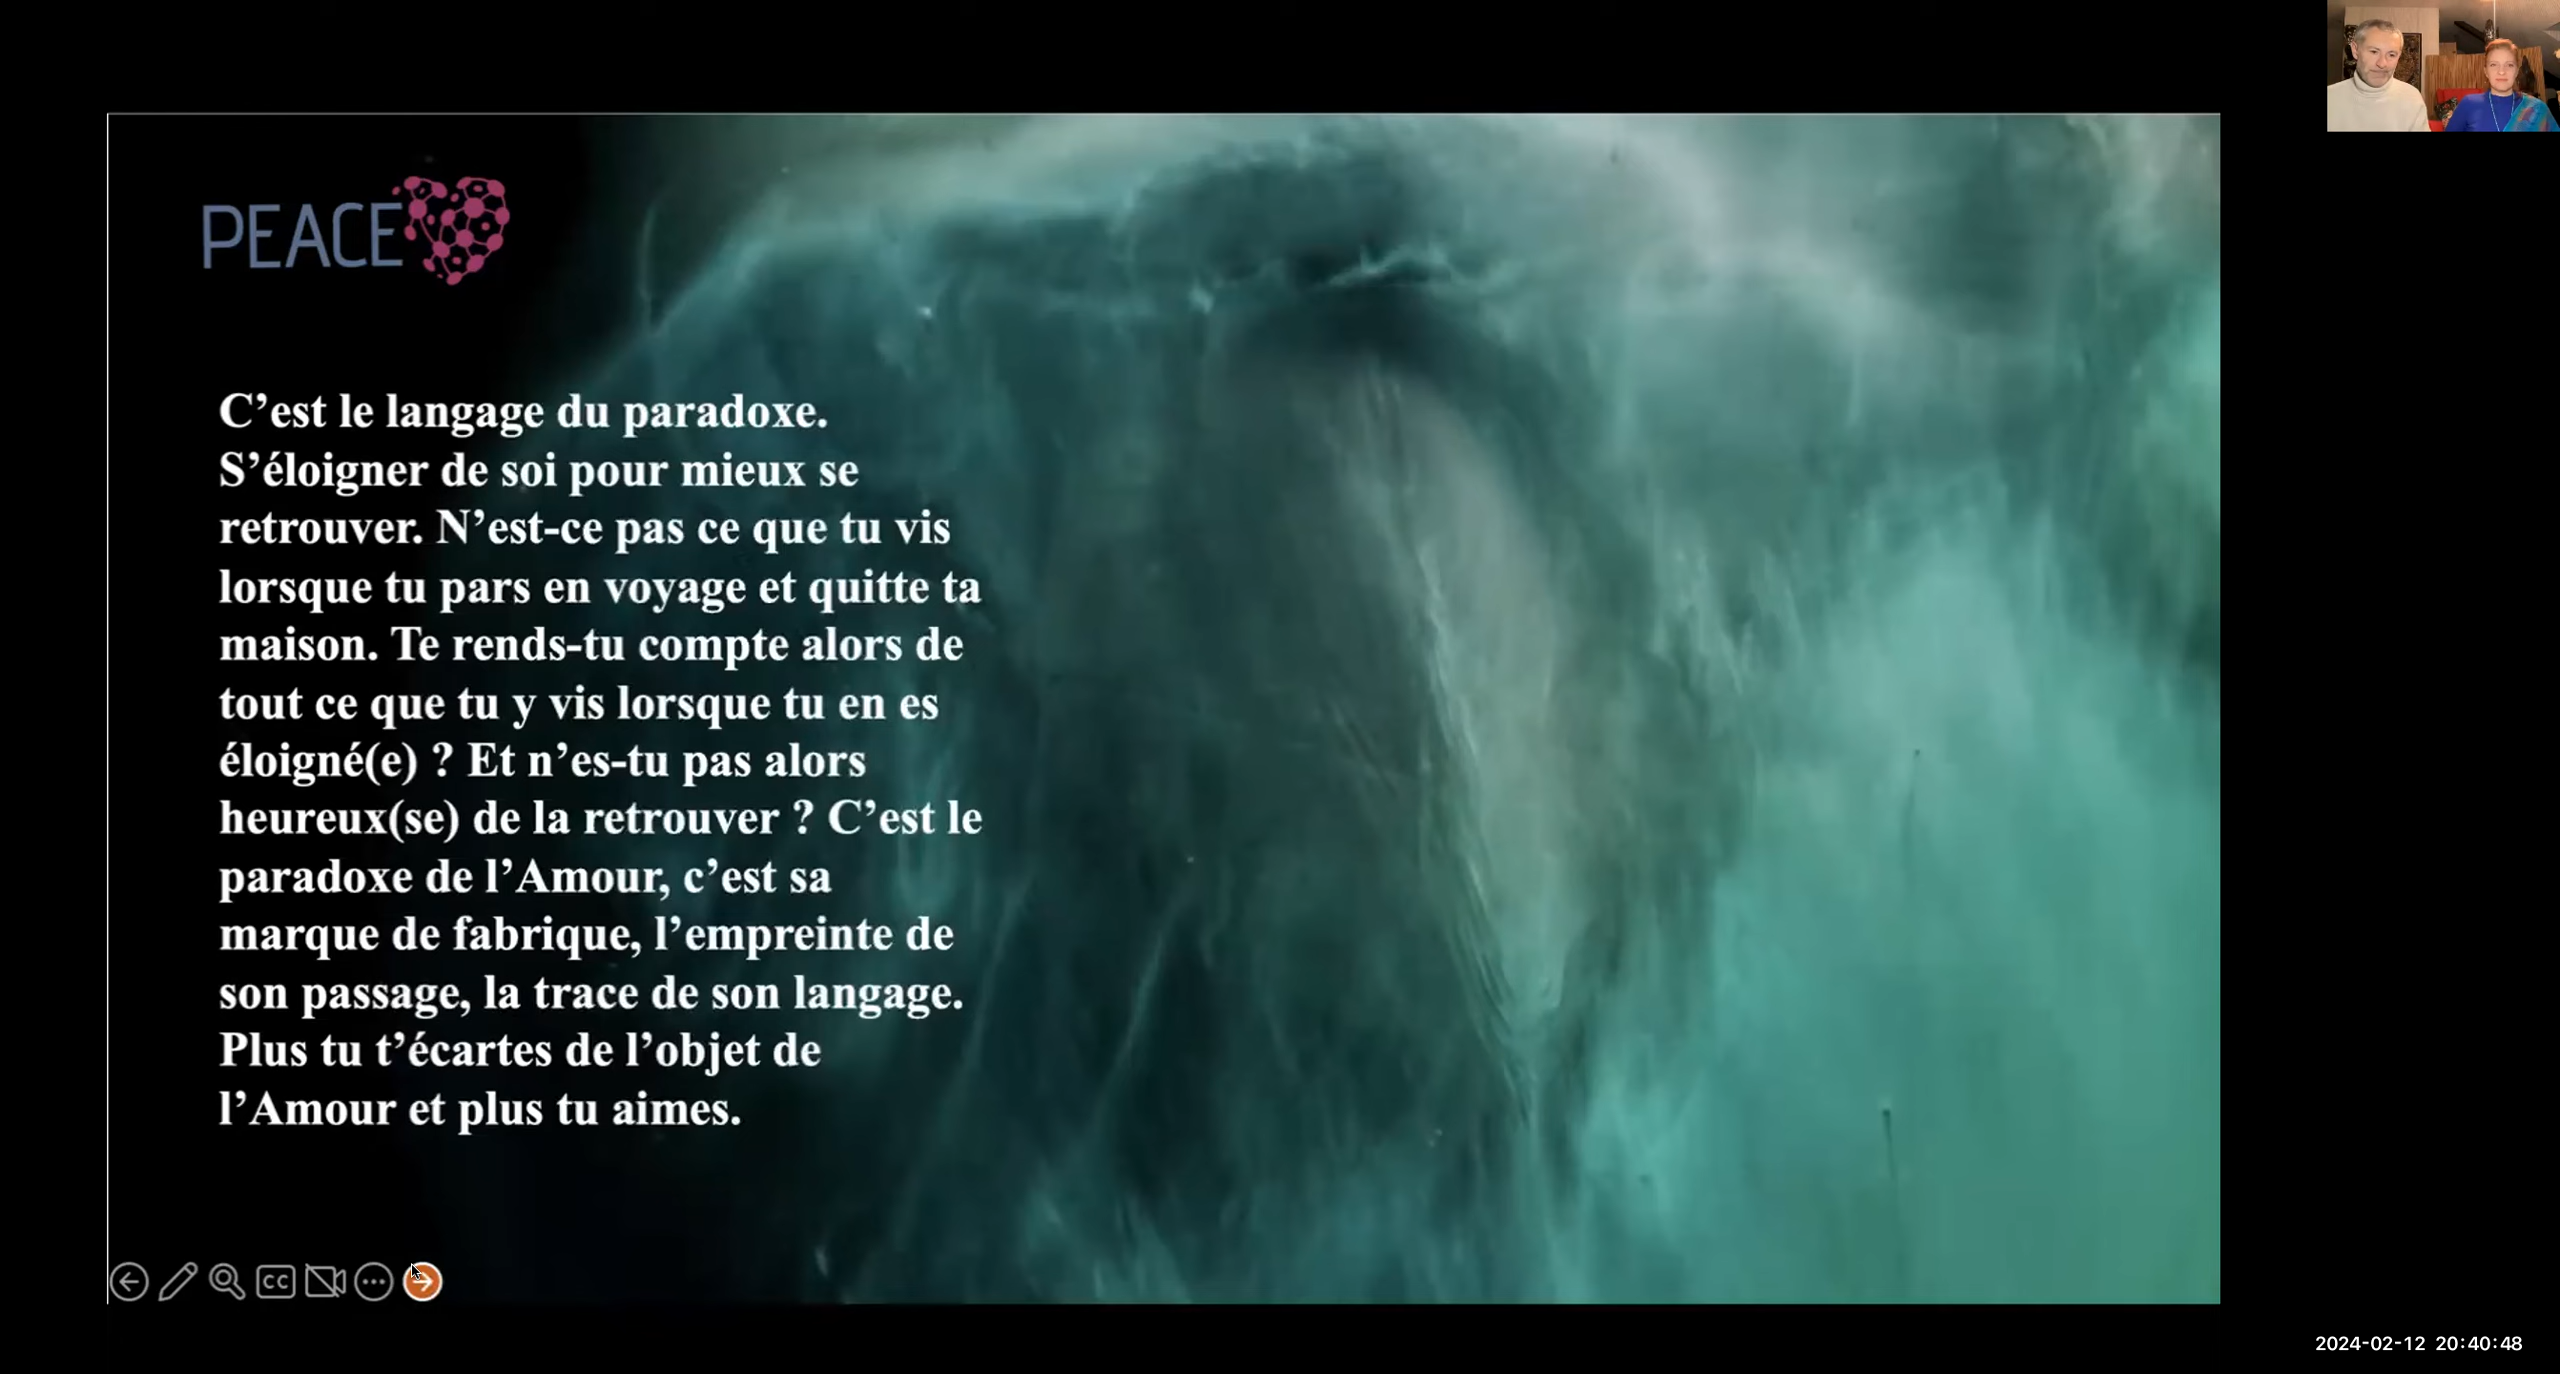 PEACE
C’est le langage du paradoxe.
S’éloigner de soi pour mieux se
retrouver. N’est-ce pas ce que tu vis
lorsque tu pars en voyage et quitte ta
maison. Te rends-tu compte alors de
tout ce que tu y vis lorsque tu en es
éloigné(e) ? Et n’es-tu pas alors
heureux(se) de la retrouver ? C’est le
paradoxe de l’Amour, c’est sa
marque de fabrique, l’empreinte de
son passage, la trace de son langage.
Plus tu t’écartes de l’objet de
l’Amour et plus tu aimes.
CC
2024-02-12 20:40:48